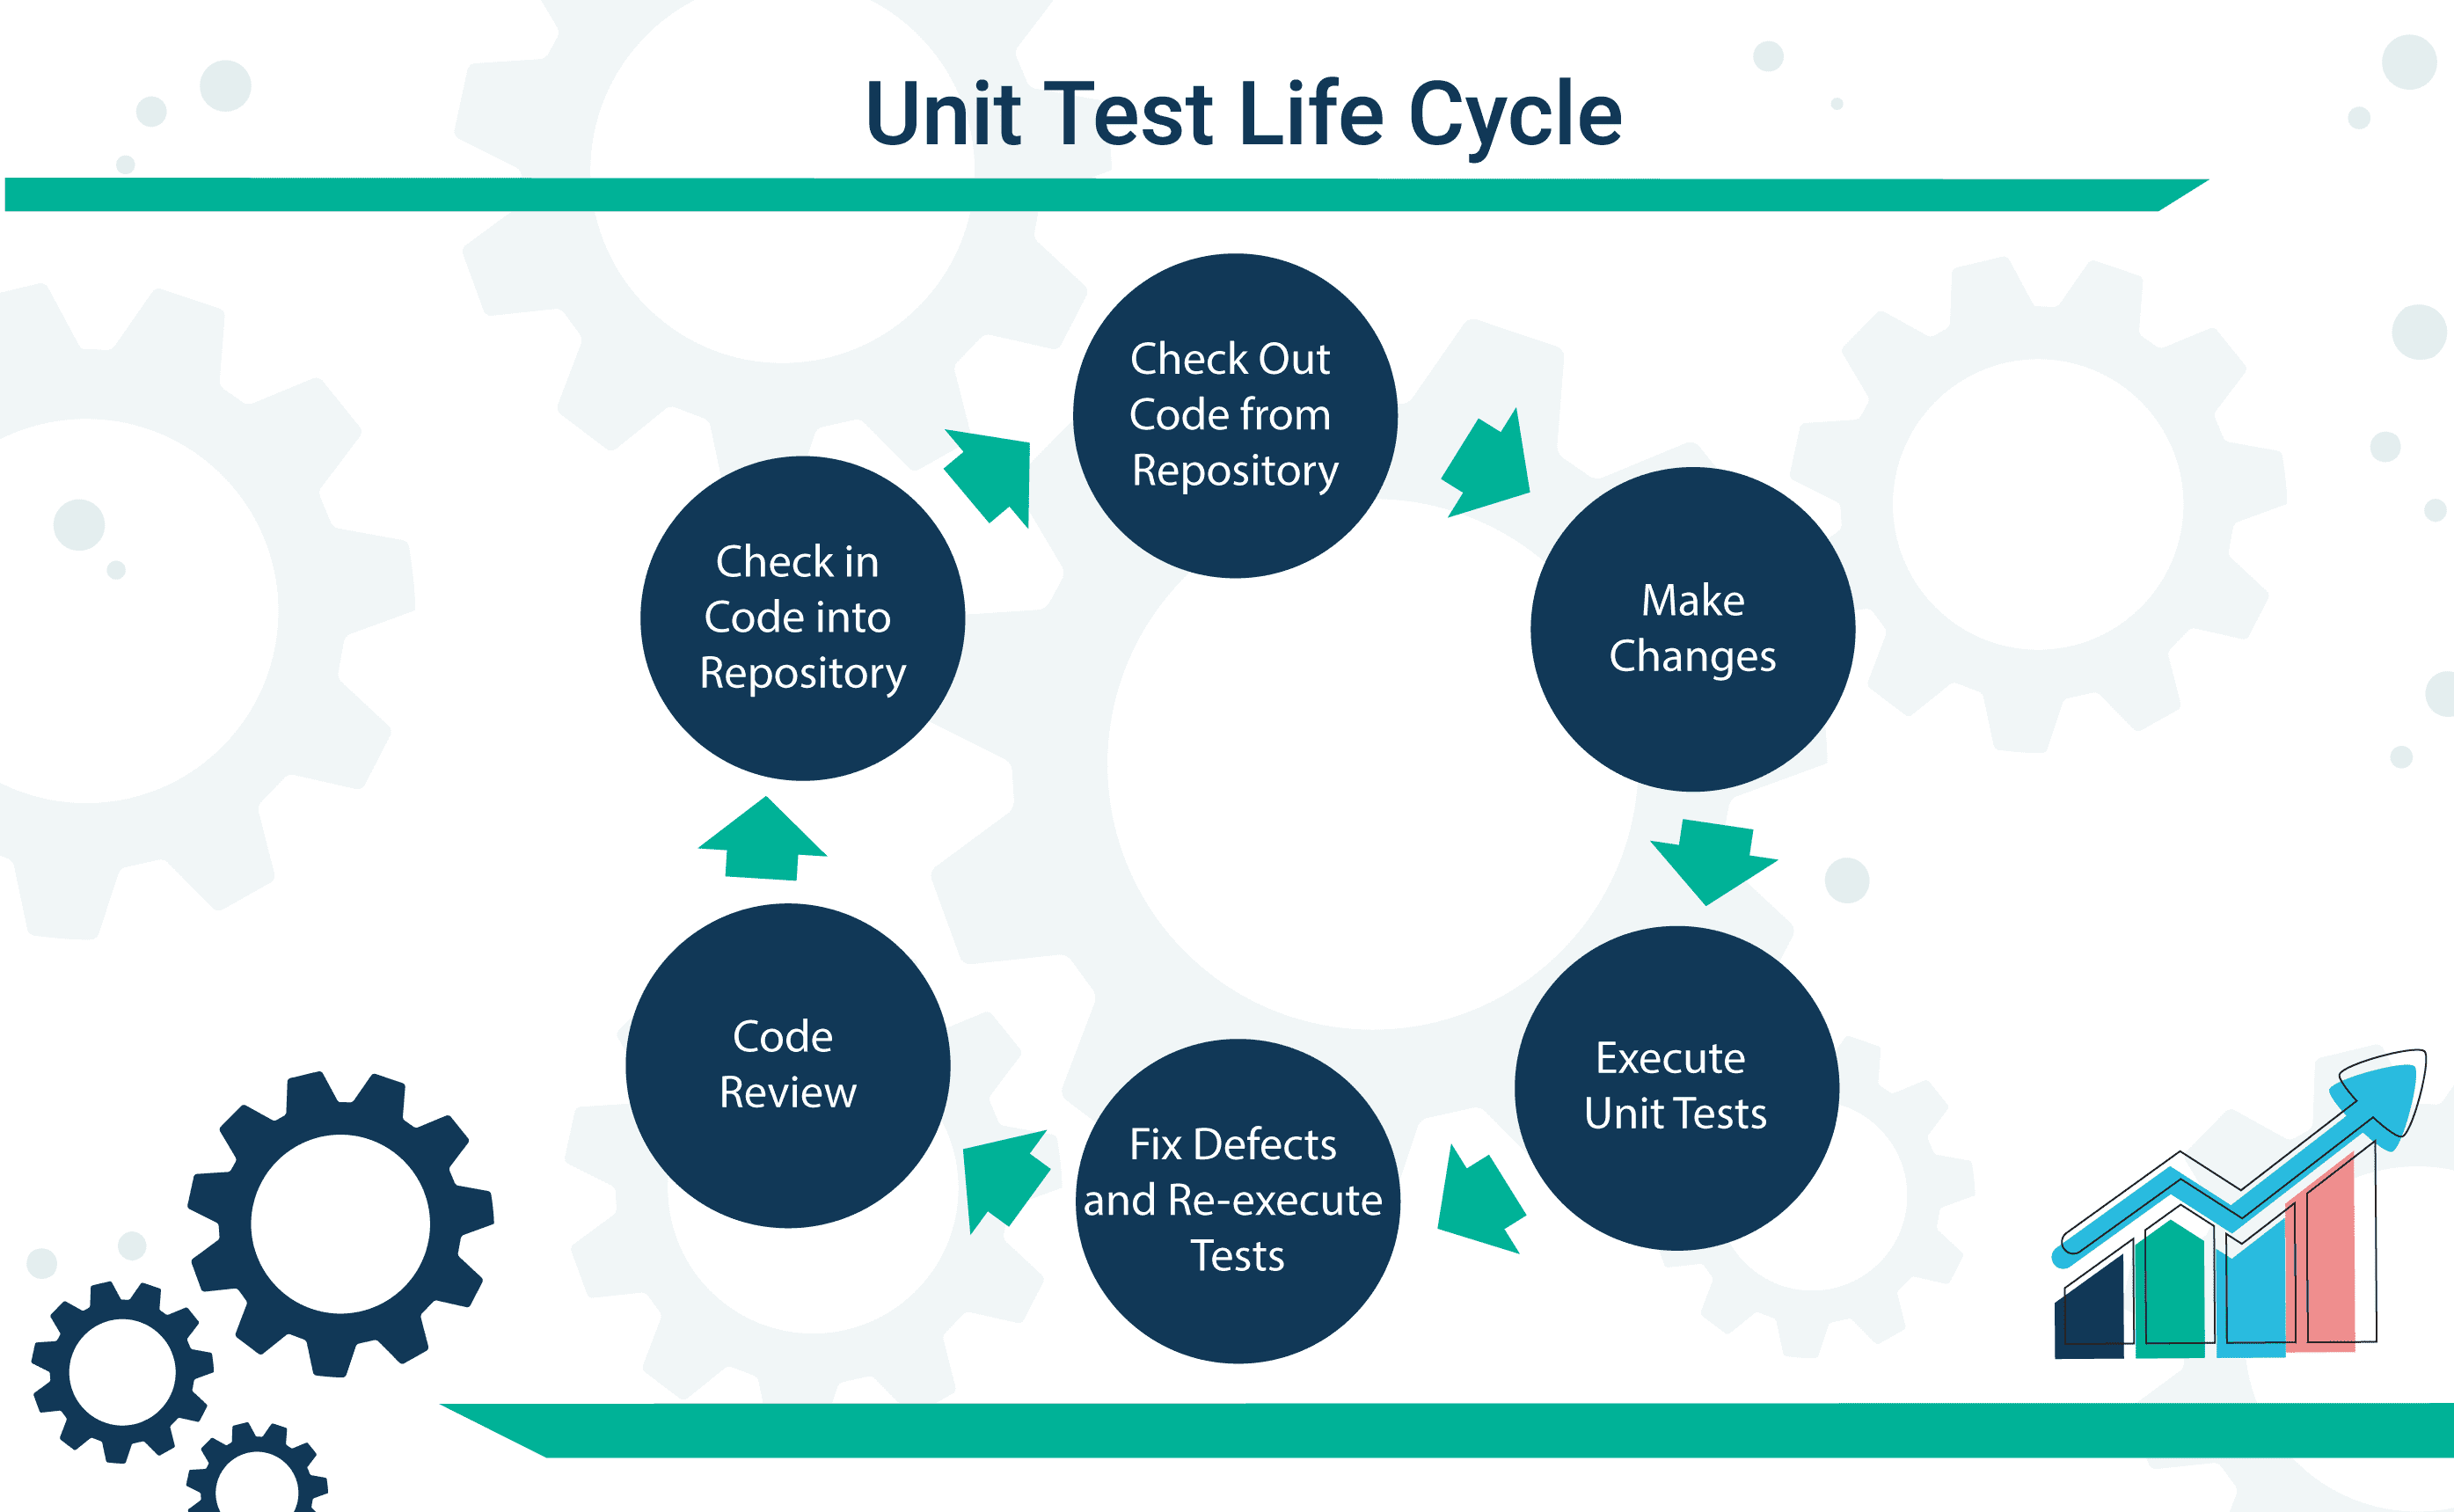 Unit Test Life Cycle
Check Out
Code from
Repository
Make
Changes
Execute
Unit Tests
Fix Defects
and Re-execute
Tests
Code
Review
Check in
Code into
Repository